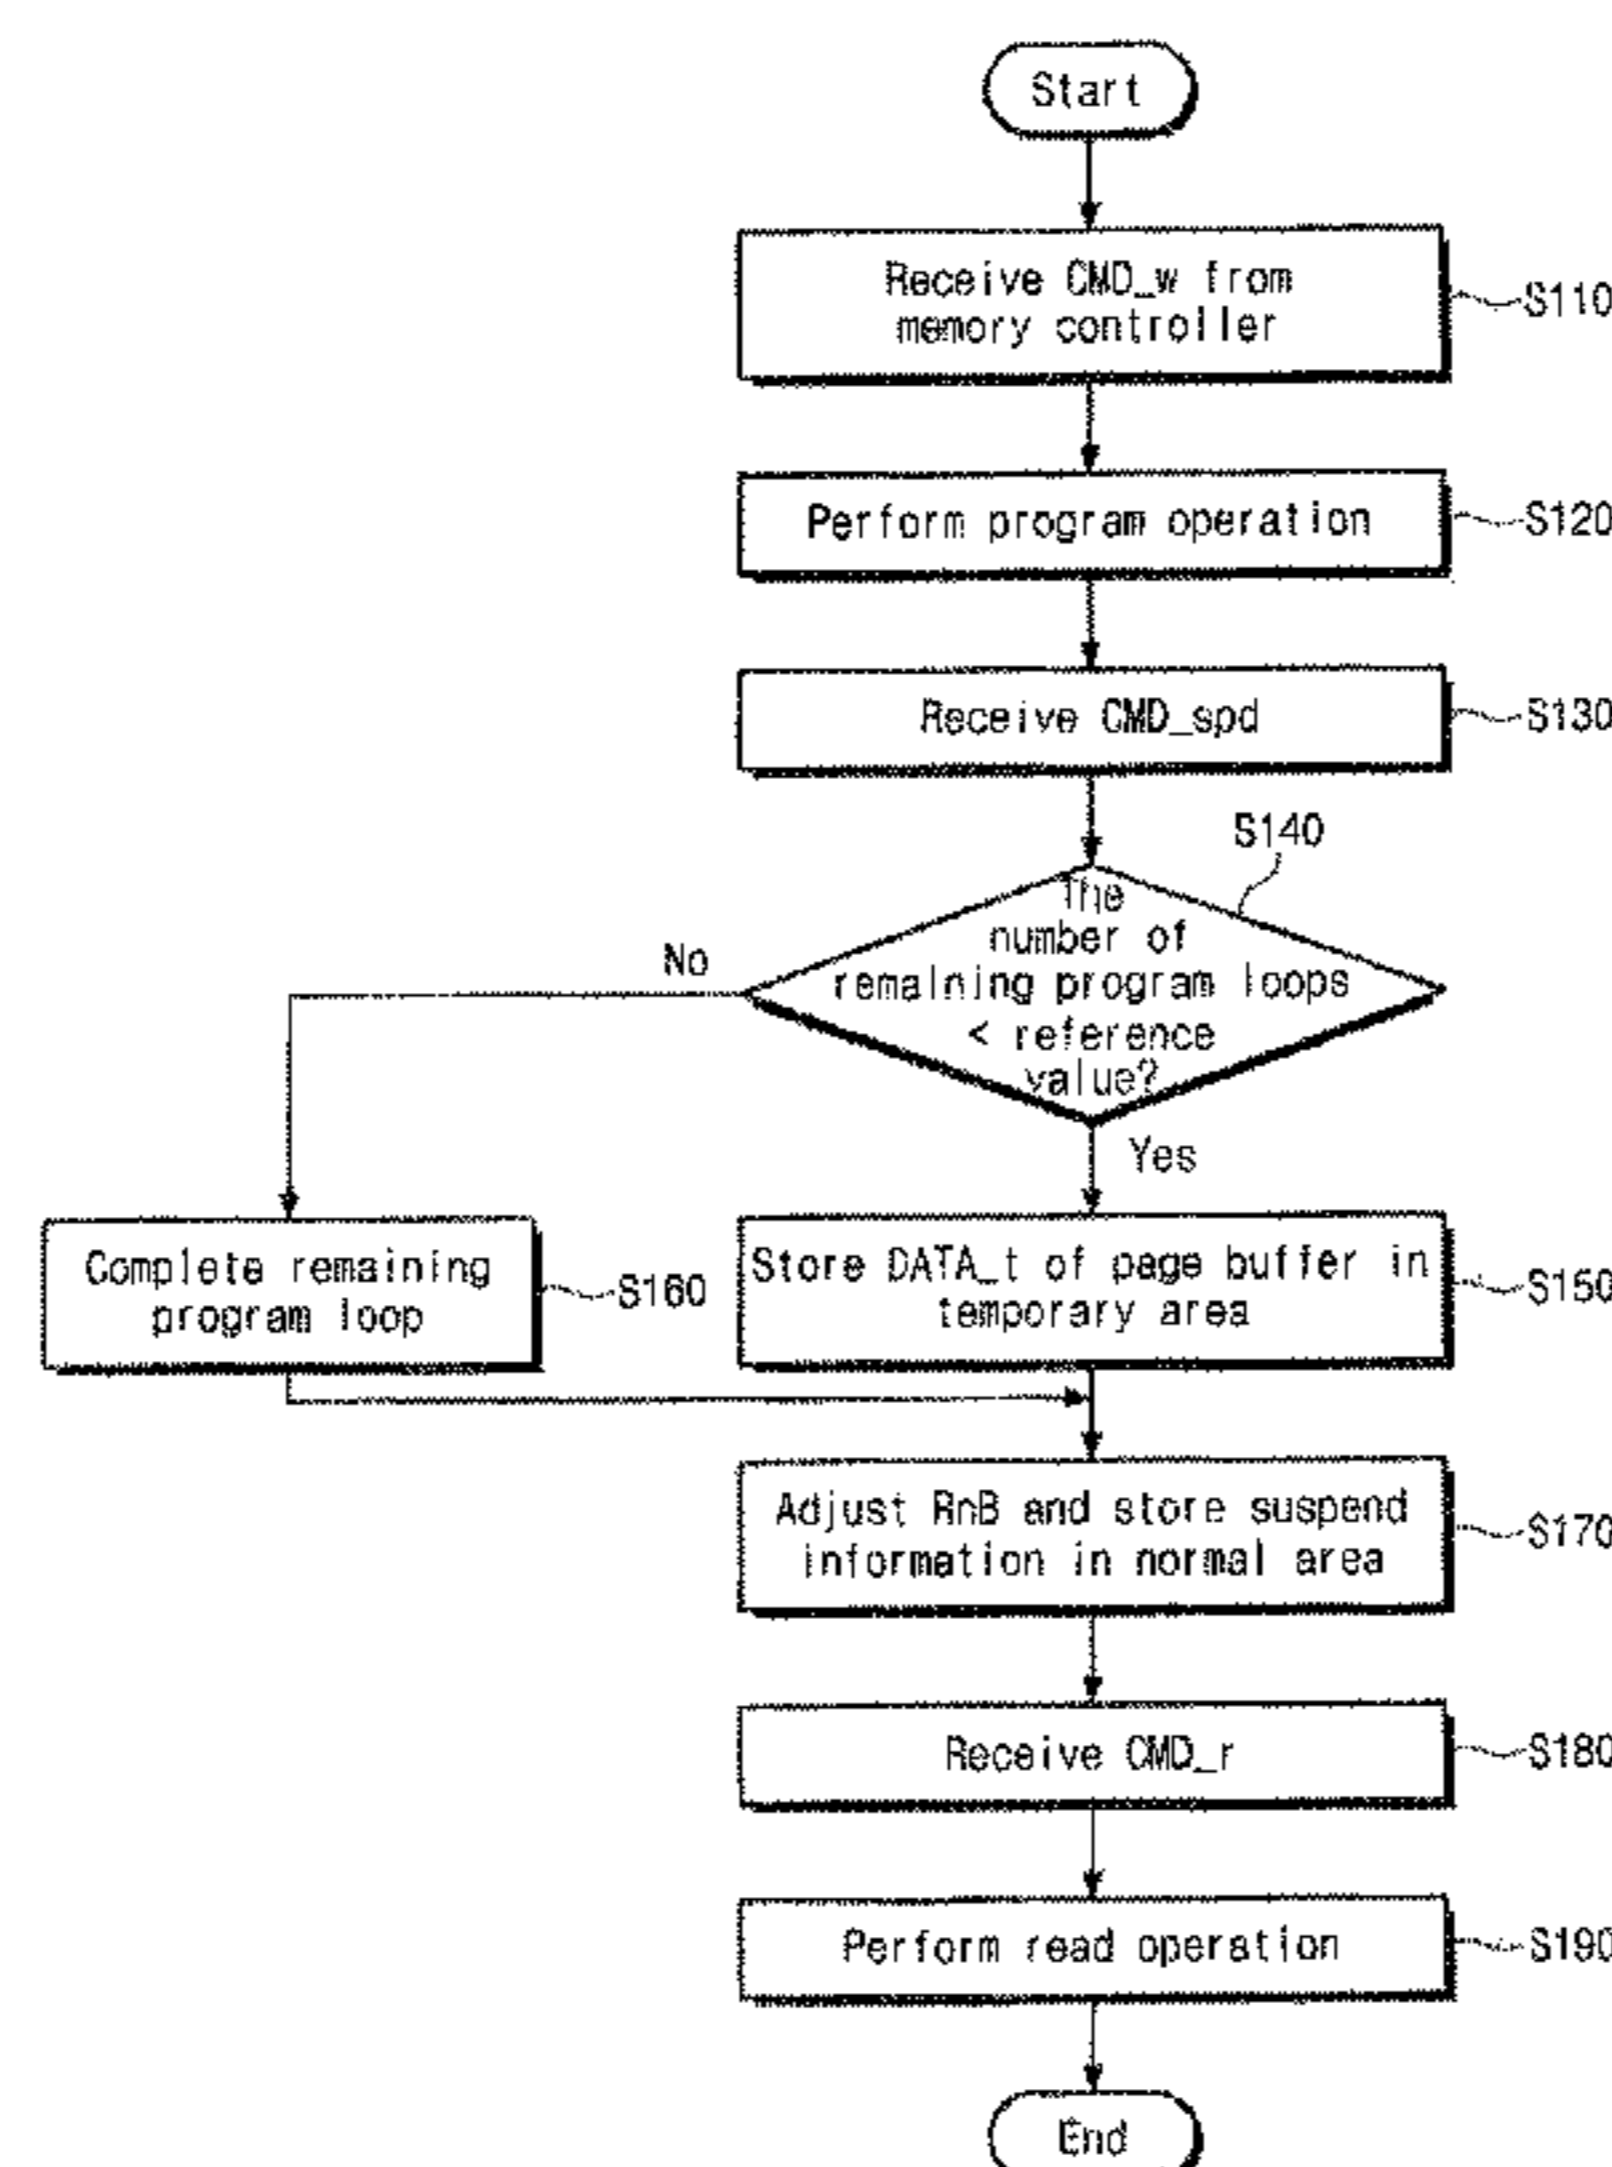 Start
Receive CMD_w from
memory controller
S110
Perform program operation
S120
Receive CMD_spd
S130
S140
The
number of
remaining program loops
< reference
value?
No
Yes
Complete remaining
program loop
S160
Store DATA_t of page buffer in
temporary area
S150
Adjust RnB and store suspend
information in normal area
S170
Receive CMD_r
S180
Perform read operation
S190
End